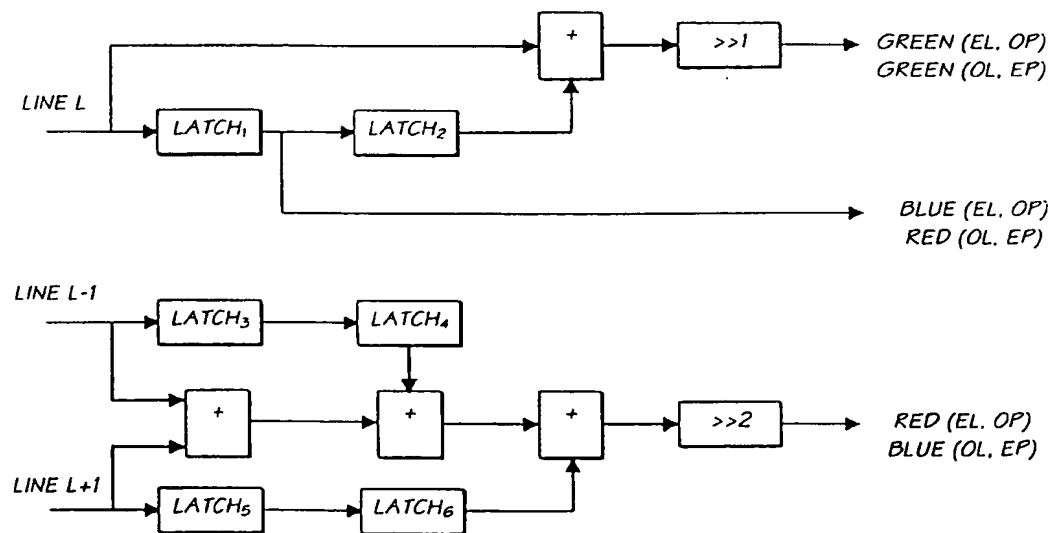 +
>>1
GREEN (EL, OP)
GREEN (OL, EP)
LINE L
LATCH₁
LATCH₂
BLUE (EL, OP)
RED (OL, EP)
LINE L-1
LATCH₃
LATCH₄
+
+
+
>>2
RED (EL, OP)
BLUE (OL, EP)
LINE L+1
LATCH₅
LATCH₆